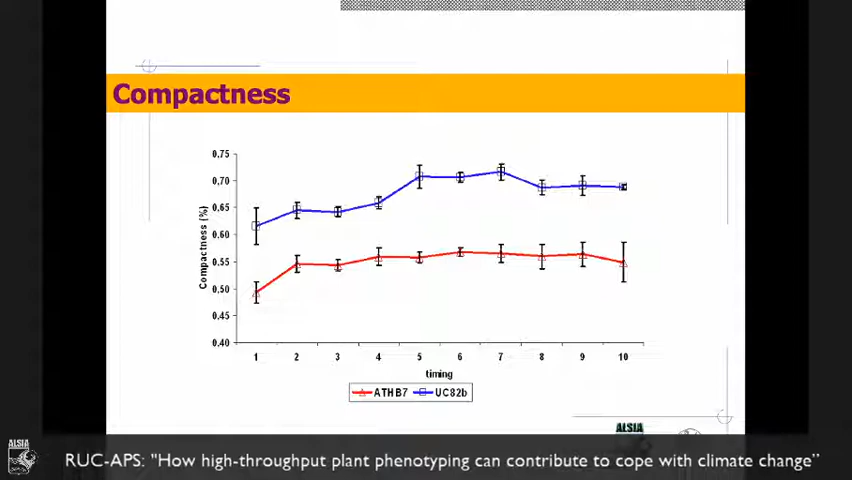 Compactness
0.75
0.70
0.65
0.60
0.55
0.50
0.45
0.40
Compactness (%)
1 2 3 4 5 6 7 8 9 10
timing
ATHB7 UC82b
ALSIA
ALSIA
RUC-APS: "How high-throughput plant phenotyping can contribute to cope with climate change”